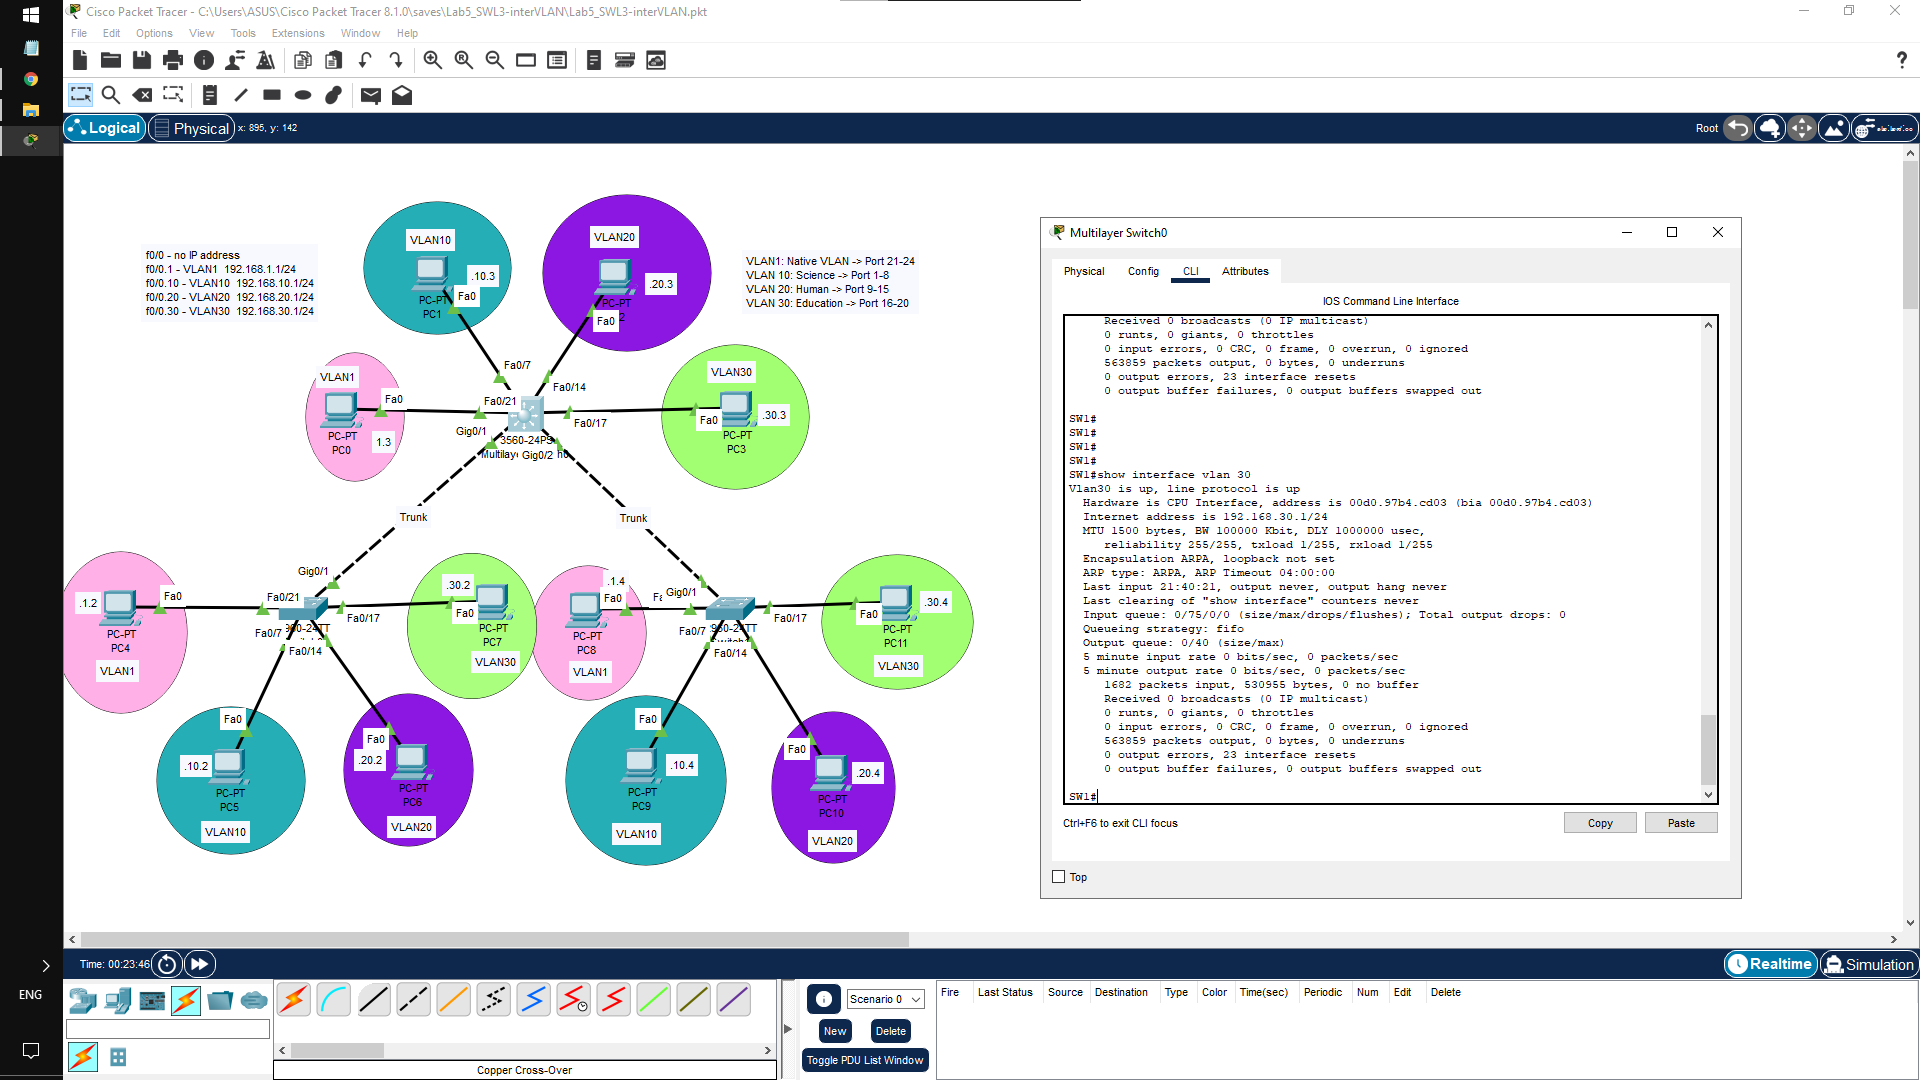 Cisco Packet Tracer - C:\Users\ASUS\Cisco Packet Tracer 8.1.0\saves\Lab5_SWL3-interVLAN\Lab5_SWL3-interVLAN.pkt
File Edit Options View Tools Extensions Window Help
?
Logical Physical x: 895, y: 142
Root
VLAN10
.10.3
Fa0
PC-PT
PC1
VLAN20
.20.3
PC-PT
Fa0
2
f0/0 - no IP address
f0/0.1 - VLAN1 192.168.1.1/24
f0/0.10 - VLAN10 192.168.10.1/24
f0/0.20 - VLAN20 192.168.20.1/24
f0/0.30 - VLAN30 192.168.30.1/24
VLAN1: Native VLAN -> Port 21-24
VLAN 10: Science -> Port 1-8
VLAN 20: Human -> Port 9-15
VLAN 30: Education -> Port 16-20
VLAN1
Fa0
1.3
PC-PT
PC0
Fa0/7
Fa0/14
Fa0/21
Fa0/17
Gig0/1
3560-24PS
Multilay Gig0/2 h0
VLAN30
.30.3
Fa0
PC-PT
PC3
Trunk
Trunk
.1.2
Fa0
PC-PT
PC4
VLAN1
Gig0/1
Fa0/21
Fa0/17
Fa0/7
Fa0/14
.30.2
Fa0
PC-PT
PC7
VLAN30
.1.4
Fa0
PC-PT
PC8
VLAN1
Gig0/1
Fa0/17
Fa0/7
Fa0/14
.30.4
Fa0
PC-PT
PC11
VLAN30
Fa0
.10.2
PC-PT
PC5
VLAN10
Fa0
.20.2
PC-PT
PC6
VLAN20
Fa0
.10.4
PC-PT
PC9
VLAN10
Fa0
.20.4
PC-PT
PC10
VLAN20
Multilayer Switch0
Physical Config CLI Attributes
IOS Command Line Interface
Received 0 broadcasts (0 IP multicast)
0 runts, 0 giants, 0 throttles
0 input errors, 0 CRC, 0 frame, 0 overrun, 0 ignored
563859 packets output, 0 bytes, 0 underruns
0 output errors, 23 interface resets
0 output buffer failures, 0 output buffers swapped out
SW1#
SW1#
SW1#
SW1#
SW1#show interface vlan 30
Vlan30 is up, line protocol is up
Hardware is CPU Interface, address is 00d0.97b4.cd03 (bia 00d0.97b4.cd03)
Internet address is 192.168.30.1/24
MTU 1500 bytes, BW 100000 Kbit, DLY 1000000 usec,
reliability 255/255, txload 1/255, rxload 1/255
Encapsulation ARPA, loopback not set
ARP type: ARPA, ARP Timeout 04:00:00
Last input 21:40:21, output never, output hang never
Last clearing of "show interface" counters never
Input queue: 0/75/0/0 (size/max/drops/flushes); Total output drops: 0
Queueing strategy: fifo
Output queue: 0/40 (size/max)
5 minute input rate 0 bits/sec, 0 packets/sec
5 minute output rate 0 bits/sec, 0 packets/sec
1682 packets input, 530955 bytes, 0 no buffer
Received 0 broadcasts (0 IP multicast)
0 runts, 0 giants, 0 throttles
0 input errors, 0 CRC, 0 frame, 0 overrun, 0 ignored
563859 packets output, 0 bytes, 0 underruns
0 output errors, 23 interface resets
0 output buffer failures, 0 output buffers swapped out
SW1#
Ctrl+F6 to exit CLI focus
Copy Paste
Top
Time: 00:23:46
Realtime Simulation
ENG
Scenario 0
New Delete
Toggle PDU List Window
Fire Last Status Source Destination Type Color Time(sec) Periodic Num Edit Delete
Copper Cross-Over